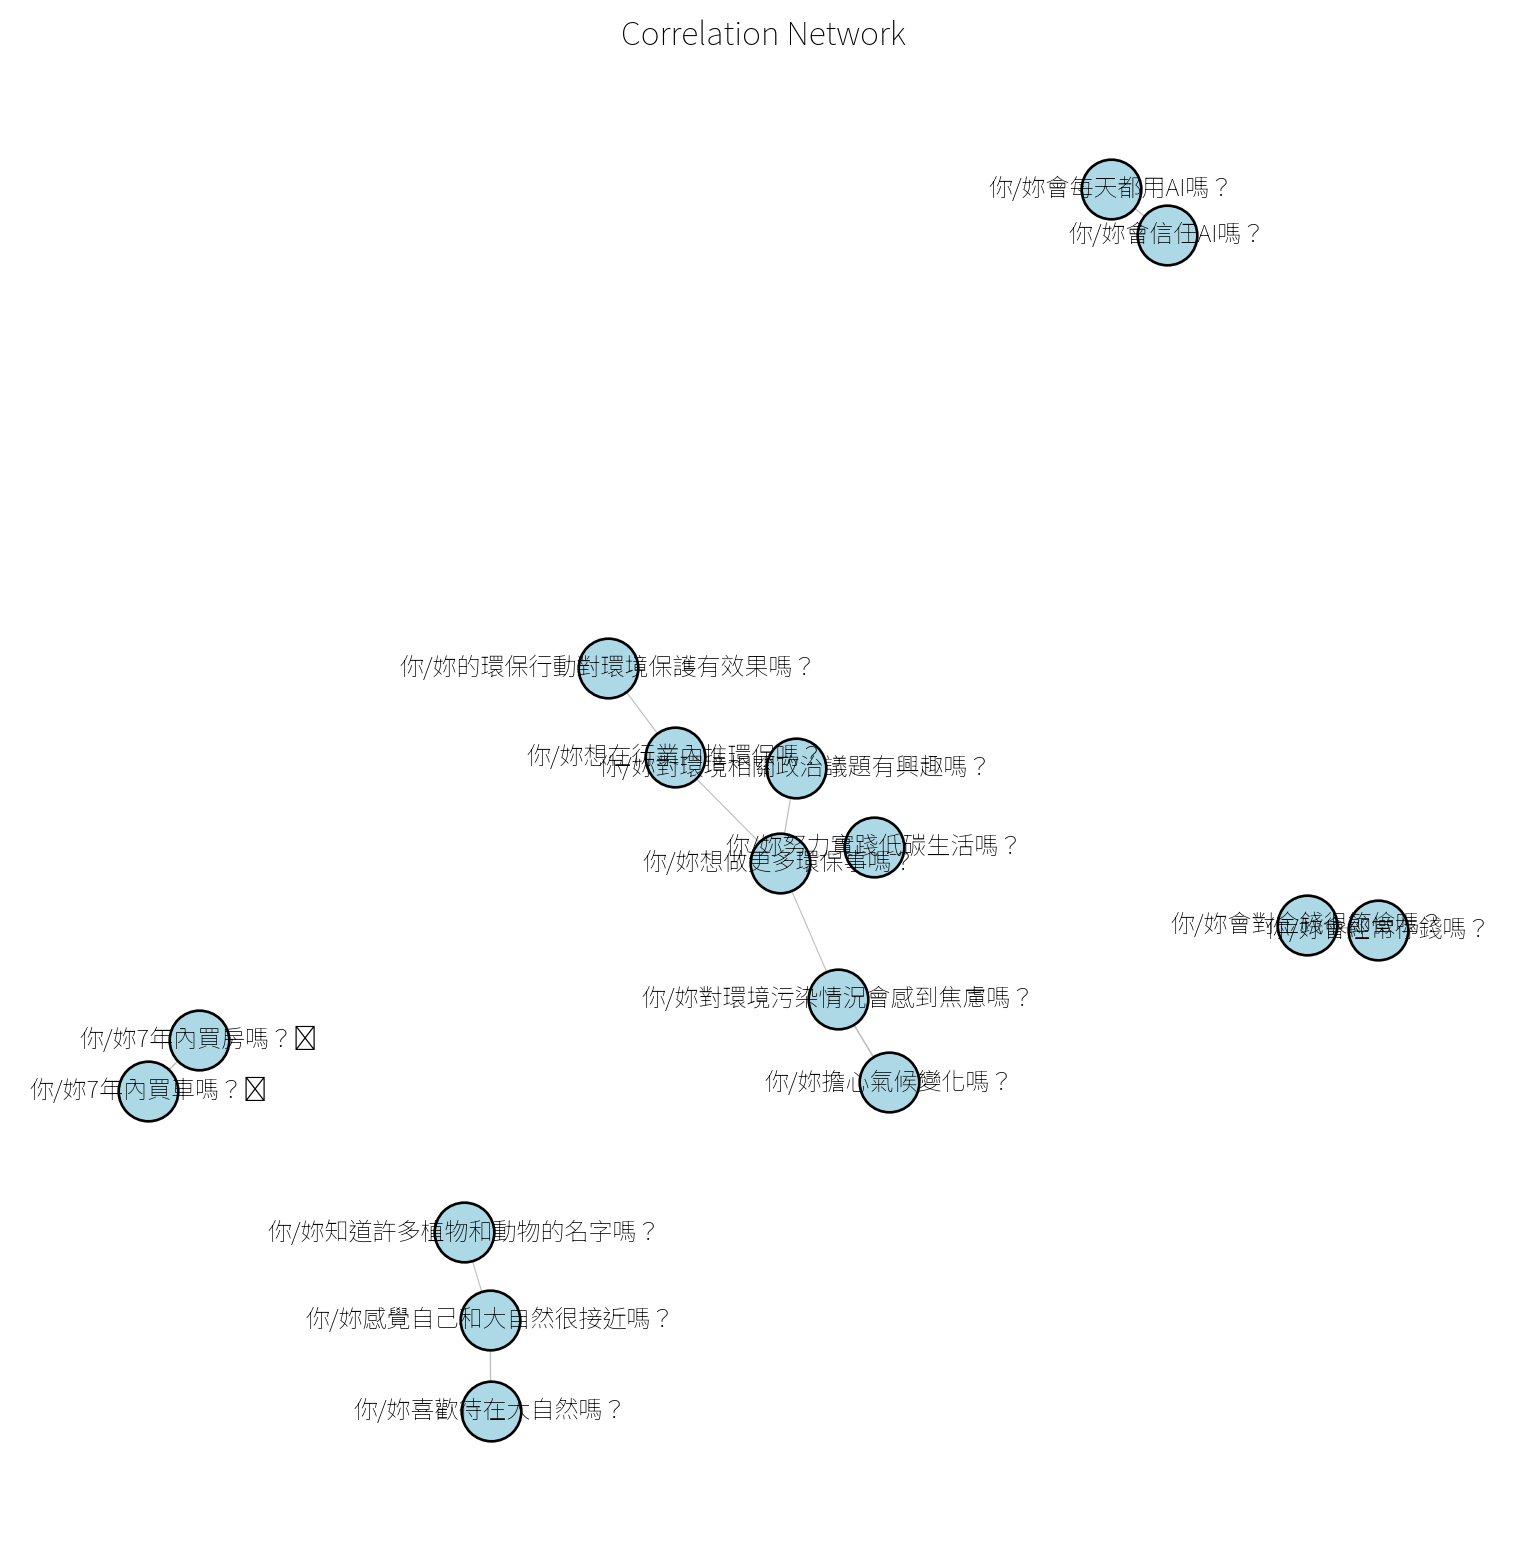 Correlation Network
你/妳會每天都用AI嗎？
你/妳會信任AI嗎？
你/妳的環保行動對環境保護有效果嗎？
你/妳想在行業內推環保嗎？
你/妳對環境相關政治議題有興趣嗎？
你/妳努力實踐低碳生活嗎？
你/妳想做更多環保事嗎？
你/妳會對金錢很節儉嗎？
你/妳會經常存錢嗎？
你/妳對環境污染情況會感到焦慮嗎？
你/妳7年內買房嗎？
你/妳擔心氣候變化嗎？
你/妳7年內買車嗎？
你/妳知道許多植物和動物的名字嗎？
你/妳感覺自己和大自然很接近嗎？
你/妳喜歡待在大自然嗎？